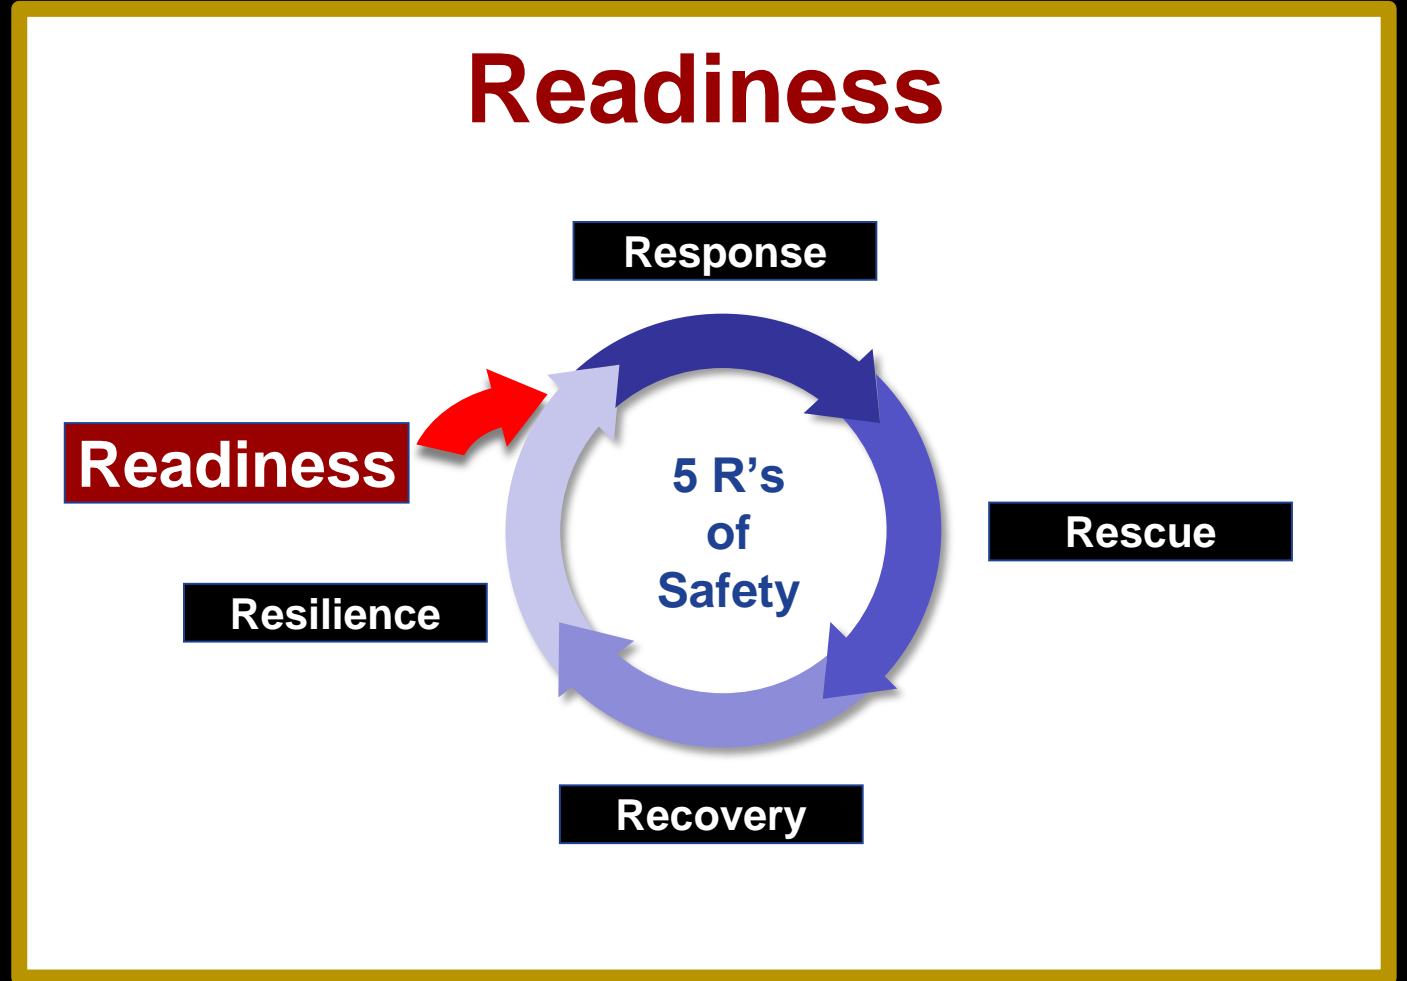 Readiness
Response
Readiness
5 R’s
of
Safety
Rescue
Resilience
Recovery